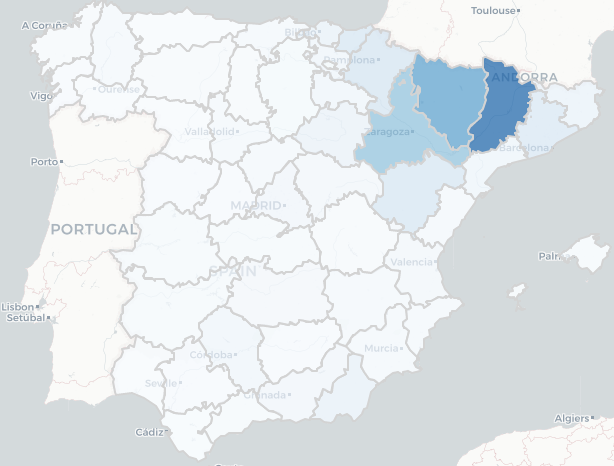 Toulouse
A Coruña
Bilbao
Pamplona
ANDORRA
Vigo
Ourense
Valladolid
Zaragoza
Barcelona
Porto
MADRID
PORTUGAL
Palm
Valencia
SPAIN
Lisbon
Setúbal
Murcia
Córdoba
Seville
Granada
Cádiz
Algiers